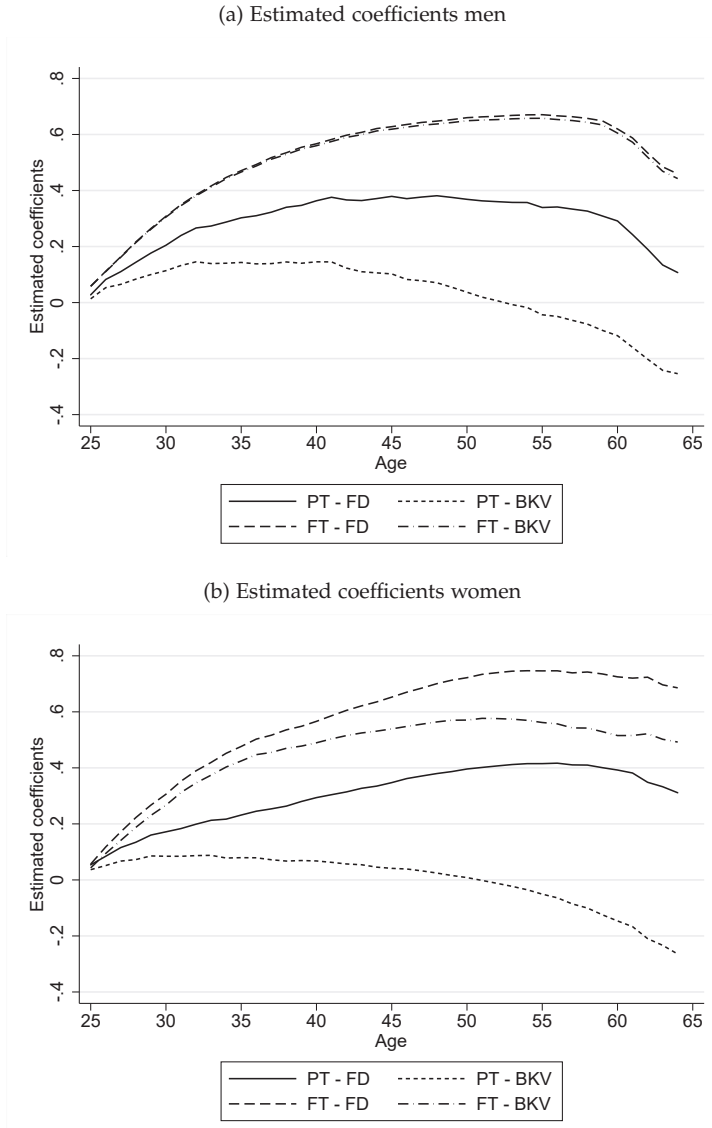 (a) Estimated coefficients men
.8
.6
.4
.2
0
-.2
-.4
Estimated coefficients
25 30 35 40 45 50 55 60 65
Age
PT - FD PT - BKV
FT - FD FT - BKV
(b) Estimated coefficients women
.8
.6
.4
.2
0
-.2
-.4
Estimated coefficients
25 30 35 40 45 50 55 60 65
Age
PT - FD PT - BKV
FT - FD FT - BKV